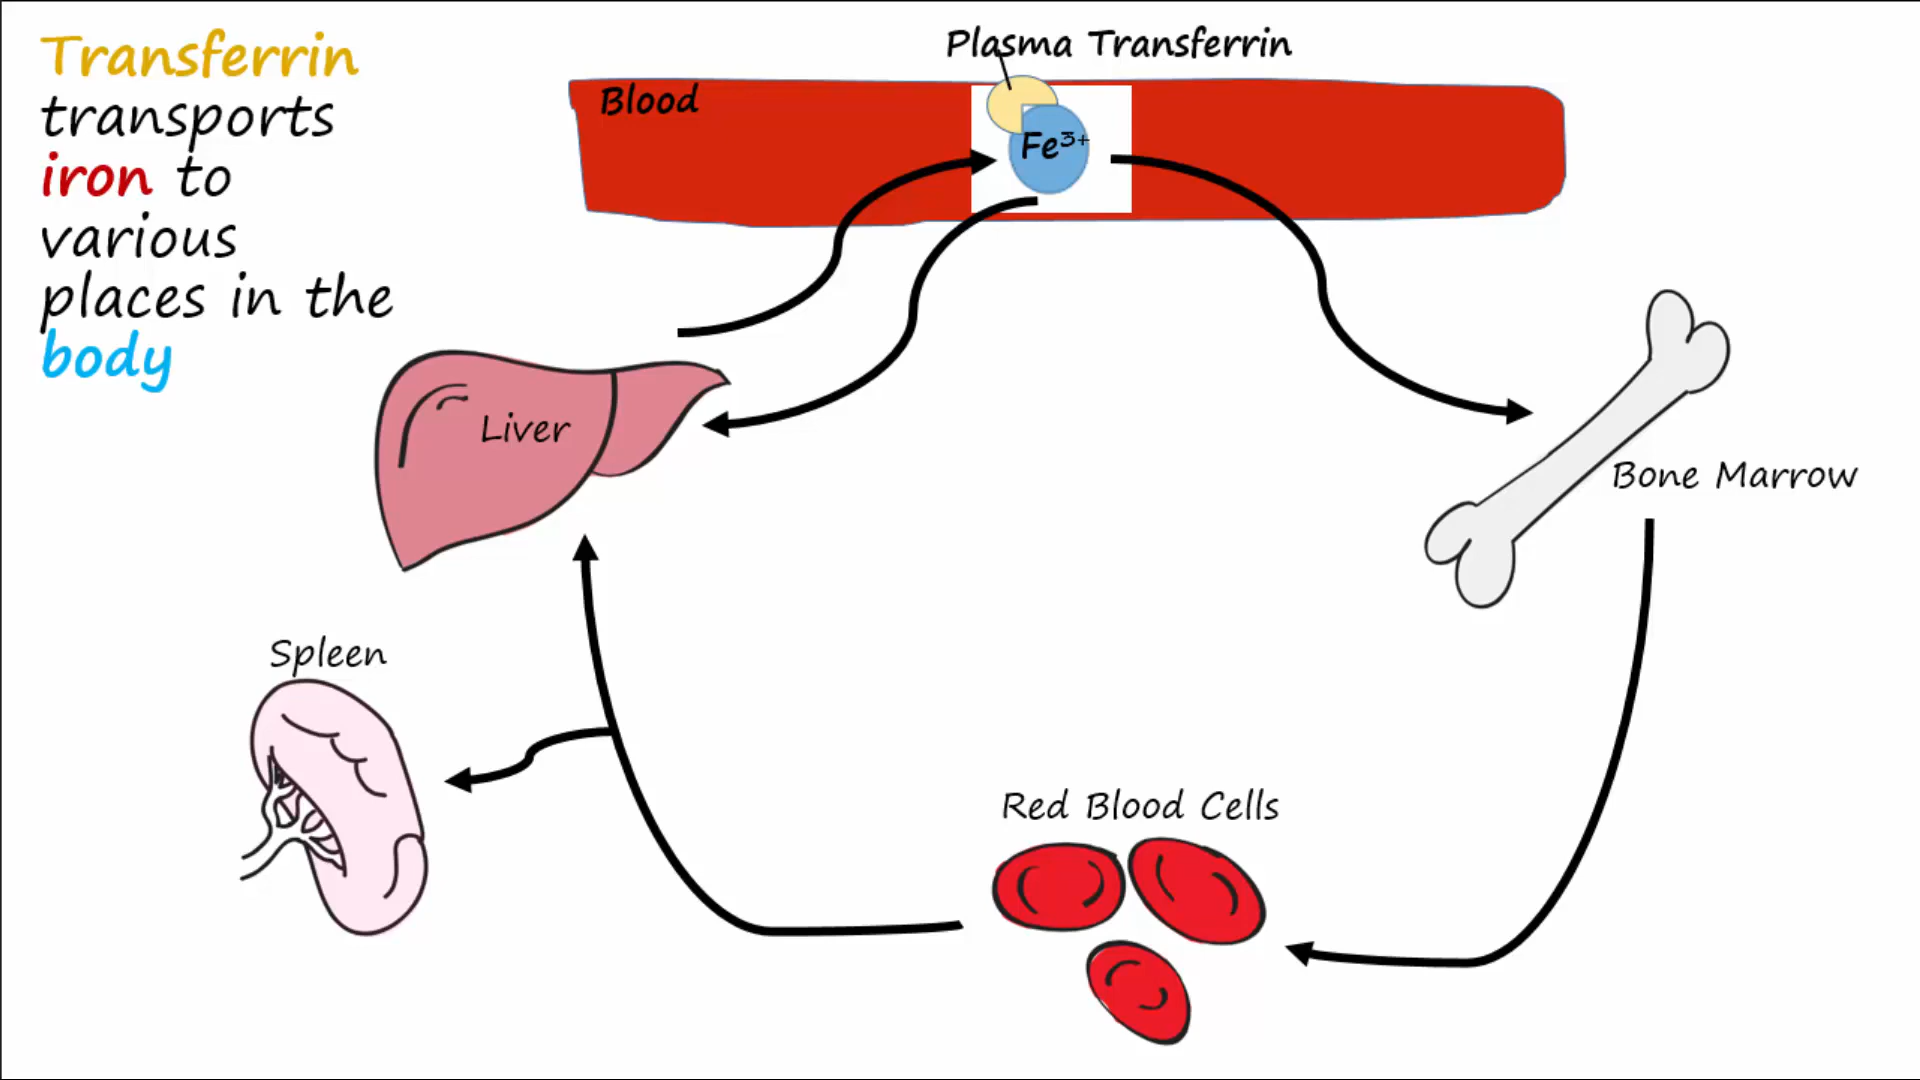 Transferrin
transports
iron to
various
places in the
body
Plasma Transferrin
Blood
Fe³⁺
Liver
Bone Marrow
Spleen
Red Blood Cells